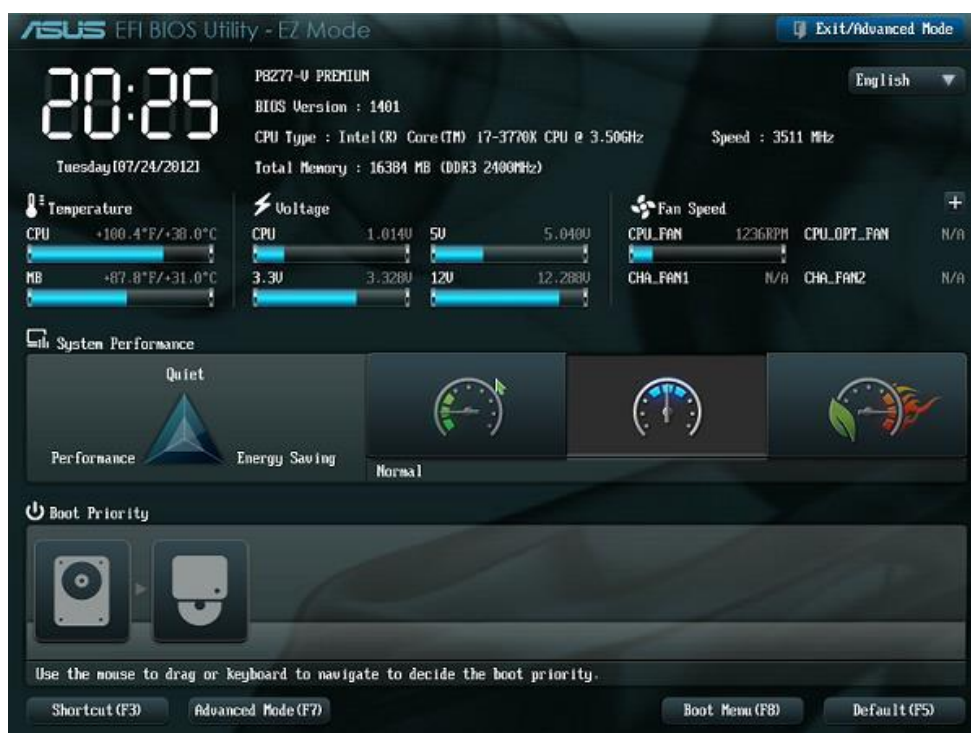 ASUS EFI BIOS Utility - EZ Mode
Exit/Advanced Mode
20:25
Tuesday[07/24/2012]
P8Z77-V PREMIUM
BIOS Version : 1401
CPU Type : Intel(R) Core(TM) i7-3770K CPU @ 3.50GHz
Speed : 3511 MHz
Total Memory : 16384 MB (DDR3 2400MHz)
English
Temperature
CPU +100.4°F/+38.0°C
MB +87.8°F/+31.0°C
Voltage
CPU 1.014V 5V 5.040V
3.3V 3.328V 12V 12.288V
Fan Speed
CPU_FAN 1236RPM CPU_OPT_FAN N/A
CHA_FAN1 N/A CHA_FAN2 N/A
System Performance
Quiet
Performance
Energy Saving
Normal
Boot Priority
Use the mouse to drag or keyboard to navigate to decide the boot priority.
Shortcut(F3)
Advanced Mode(F7)
Boot Menu(F8)
Default(F5)